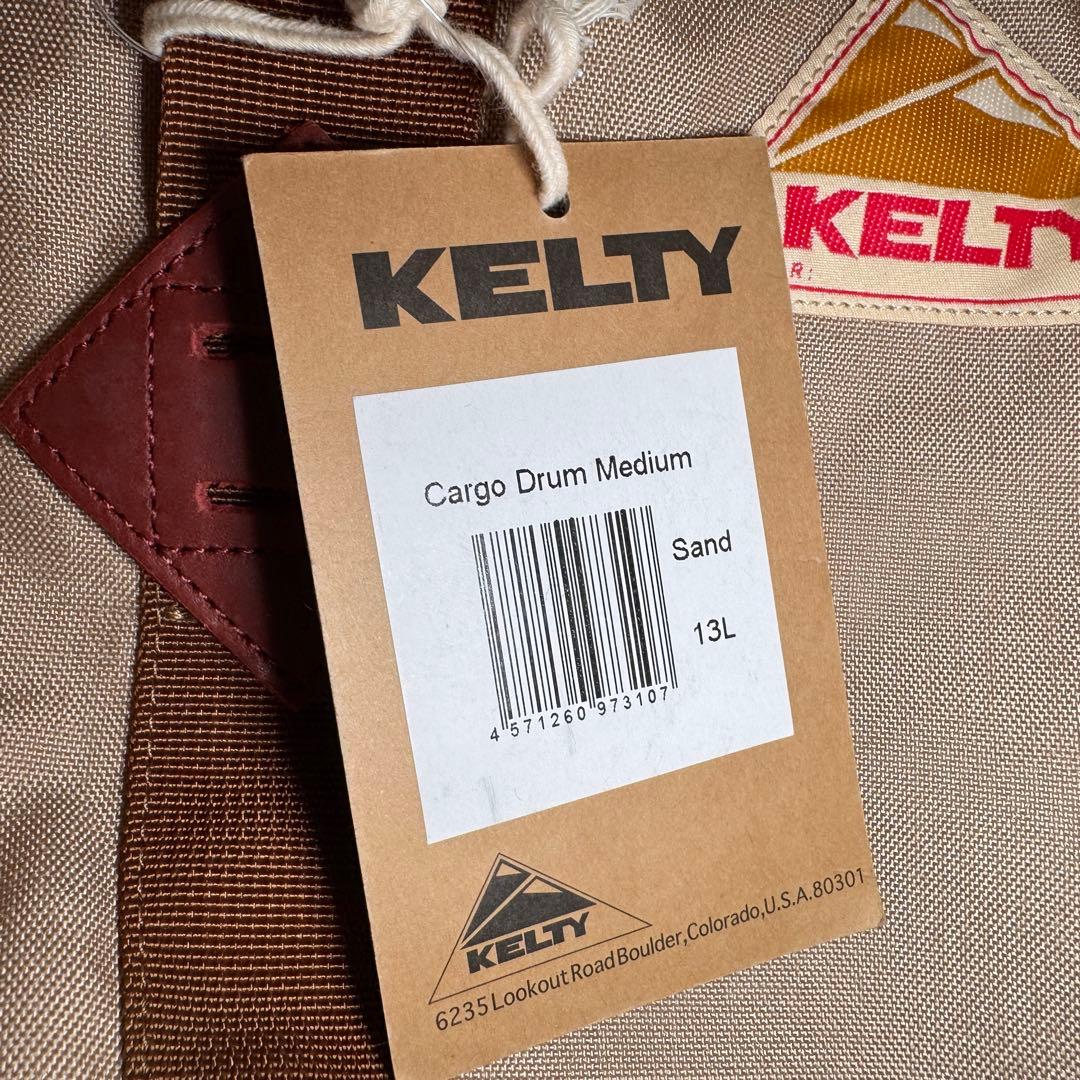 KELTY
KELTY
R:
Cargo Drum Medium
Sand
13L
4 571260 973107
KELTY
6235 Lookout Road Boulder, Colorado, U.S.A. 80301